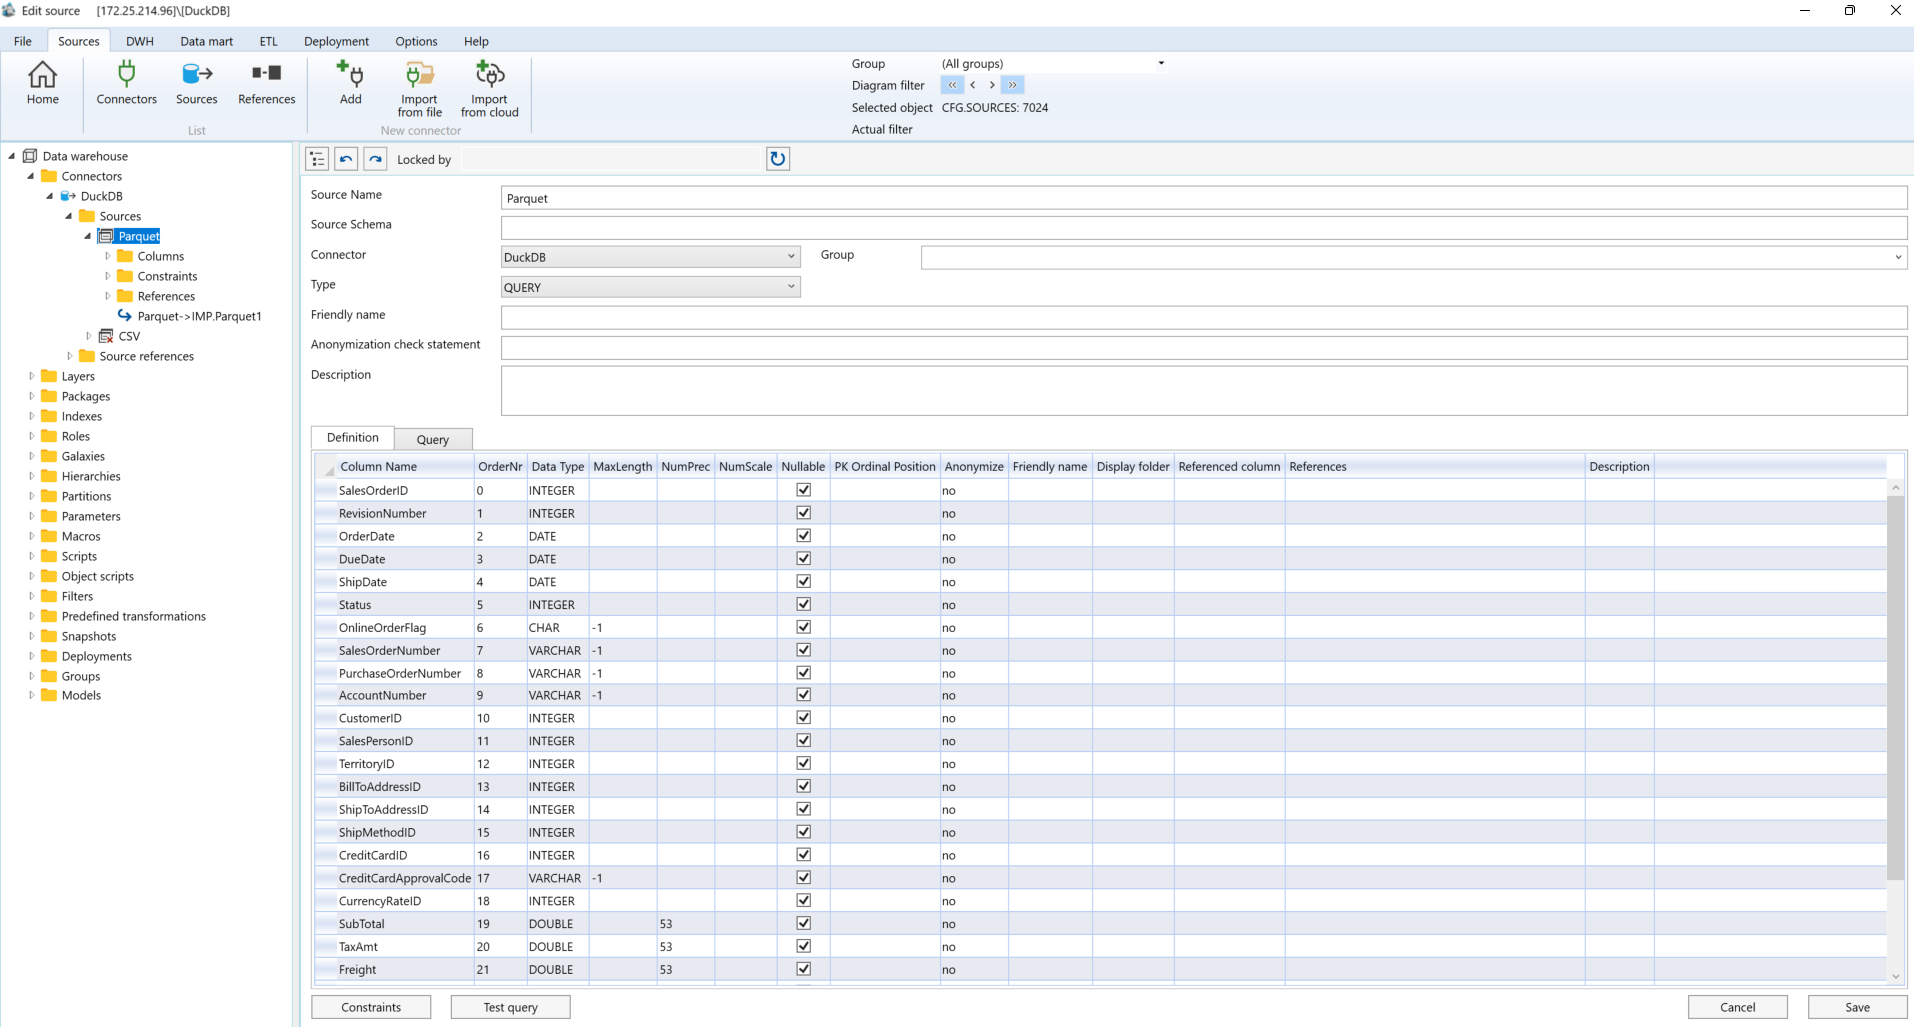 Edit source [172.25.214.96]\[DuckDB]
File Sources DWH Data mart ETL Deployment Options Help
Home Connectors Sources References Add Import from file Import from cloud
List New connector
Group (All groups)
Diagram filter « < > »
Selected object CFG.SOURCES: 7024
Actual filter
Data warehouse
Connectors
DuckDB
Sources
Parquet
Columns
Constraints
References
Parquet->IMP.Parquet1
CSV
Source references
Layers
Packages
Indexes
Roles
Galaxies
Hierarchies
Partitions
Parameters
Macros
Scripts
Object scripts
Filters
Predefined transformations
Snapshots
Deployments
Groups
Models
Locked by
Source Name Parquet
Source Schema
Connector DuckDB Group
Type QUERY
Friendly name
Anonymization check statement
Description
Definition Query
Column Name OrderNr Data Type MaxLength NumPrec NumScale Nullable PK Ordinal Position Anonymize Friendly name Display folder Referenced column References Description
SalesOrderID 0 INTEGER no
RevisionNumber 1 INTEGER no
OrderDate 2 DATE no
DueDate 3 DATE no
ShipDate 4 DATE no
Status 5 INTEGER no
OnlineOrderFlag 6 CHAR -1 no
SalesOrderNumber 7 VARCHAR -1 no
PurchaseOrderNumber 8 VARCHAR -1 no
AccountNumber 9 VARCHAR -1 no
CustomerID 10 INTEGER no
SalesPersonID 11 INTEGER no
TerritoryID 12 INTEGER no
BillToAddressID 13 INTEGER no
ShipToAddressID 14 INTEGER no
ShipMethodID 15 INTEGER no
CreditCardID 16 INTEGER no
CreditCardApprovalCode 17 VARCHAR -1 no
CurrencyRateID 18 INTEGER no
SubTotal 19 DOUBLE 53 no
TaxAmt 20 DOUBLE 53 no
Freight 21 DOUBLE 53 no
Constraints Test query Cancel Save